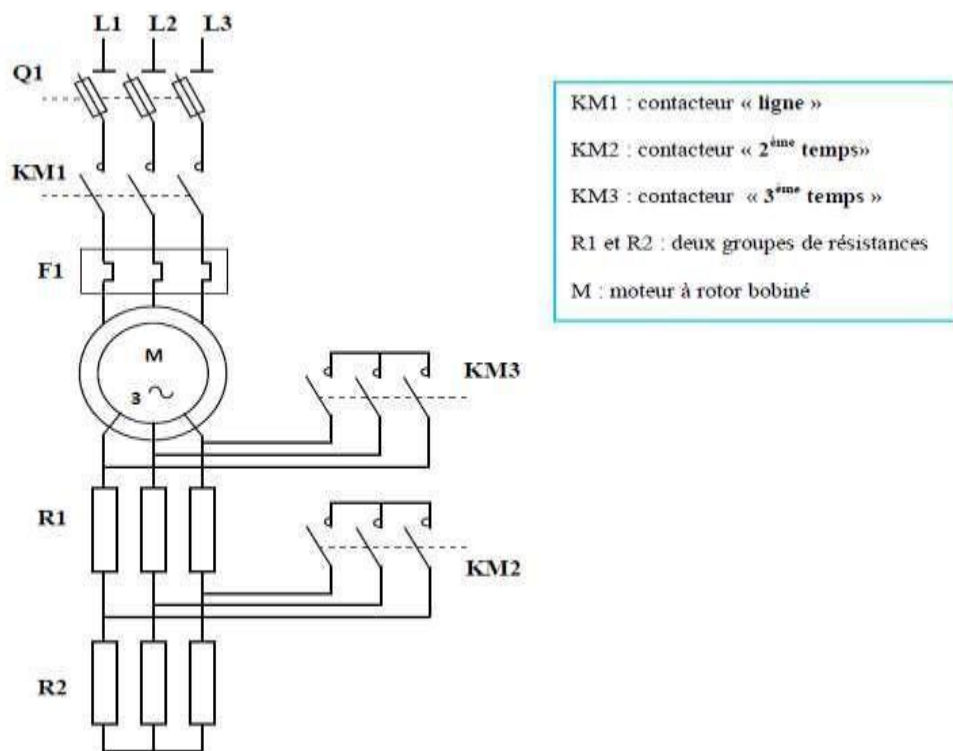 L1 L2 L3
Q1
KM1
F1
M
3 ~
KM3
R1
KM2
R2
KM1 : contacteur « ligne »
KM2 : contacteur « 2ème temps»
KM3 : contacteur « 3ème temps »
R1 et R2 : deux groupes de résistances
M : moteur à rotor bobiné